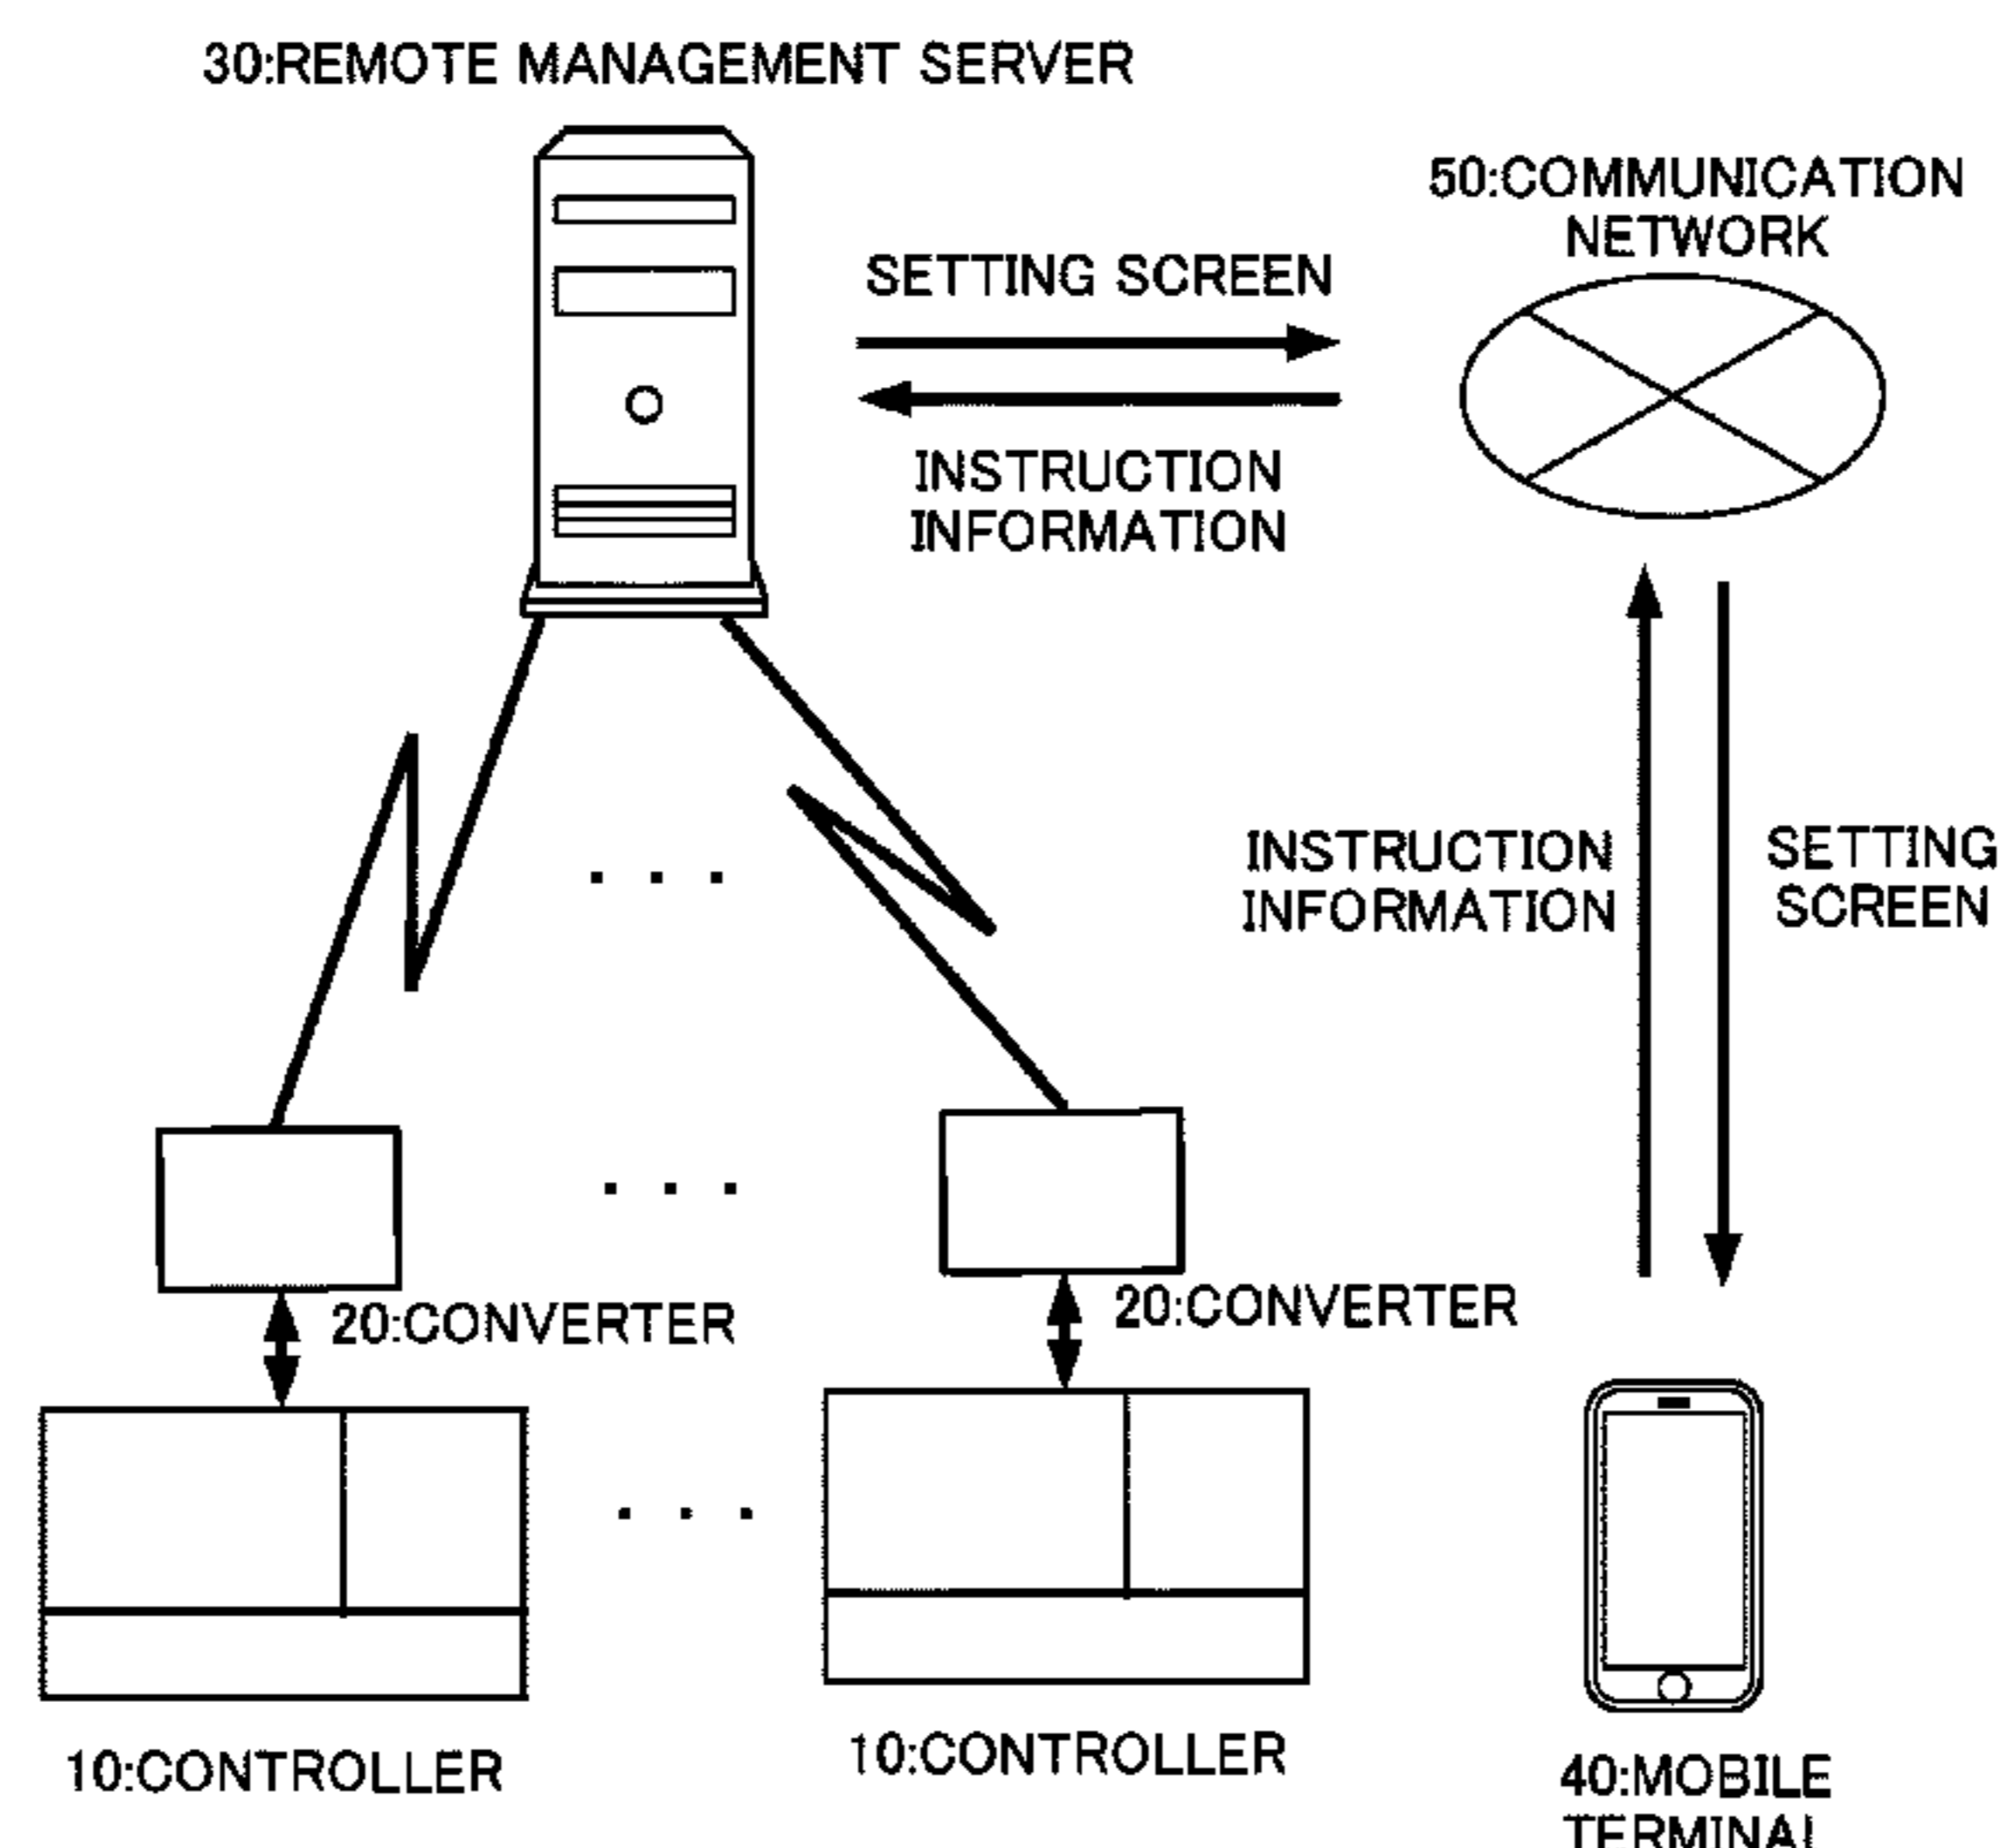 30:REMOTE MANAGEMENT SERVER
50:COMMUNICATION
NETWORK
SETTING SCREEN
INSTRUCTION
INFORMATION
INSTRUCTION
INFORMATION
SETTING
SCREEN
20:CONVERTER
20:CONVERTER
10:CONTROLLER
10:CONTROLLER
40:MOBILE
TERMINAL